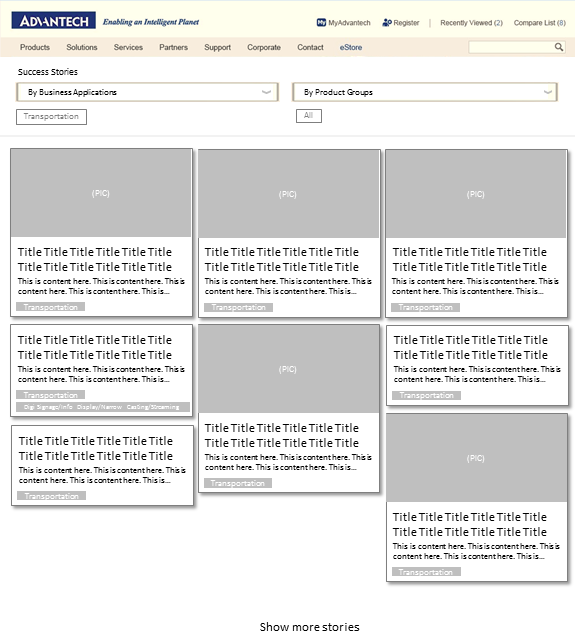 ADVANTECH Enabling an Intelligent Planet
MyAdvantech Register | Recently Viewed (2) Compare List (8)
Products Solutions Services Partners Support Corporate Contact eStore
Success Stories
By Business Applications
By Product Groups
Transportation
All
(PIC)
Title Title Title Title Title Title
Title Title Title Title Title Title
This is content here. This is content here. This is
content here. This is content here. This is...
Transportation
(PIC)
Title Title Title Title Title Title
Title Title Title Title Title Title
This is content here. This is content here. This is
content here. This is content here. This is...
Transportation
(PIC)
Title Title Title Title Title Title
Title Title Title Title Title Title
This is content here. This is content here. This is
content here. This is content here. This is...
Transportation
Title Title Title Title Title Title
Title Title Title Title Title Title
This is content here. This is content here. This is
content here. This is content here. This is...
Transportation
Digi Signage/Info Display/Narrow Casting/Streaming
(PIC)
Title Title Title Title Title Title
Title Title Title Title Title Title
This is content here. This is content here. This is
content here. This is content here. This is...
Transportation
Title Title Title Title Title Title
Title Title Title Title Title Title
This is content here. This is content here. This is
content here. This is content here. This is...
Transportation
Title Title Title Title Title Title
Title Title Title Title Title Title
This is content here. This is content here. This is
content here. This is content here. This is...
Transportation
(PIC)
Title Title Title Title Title Title
Title Title Title Title Title Title
This is content here. This is content here. This is
content here. This is content here. This is...
Transportation
Show more stories